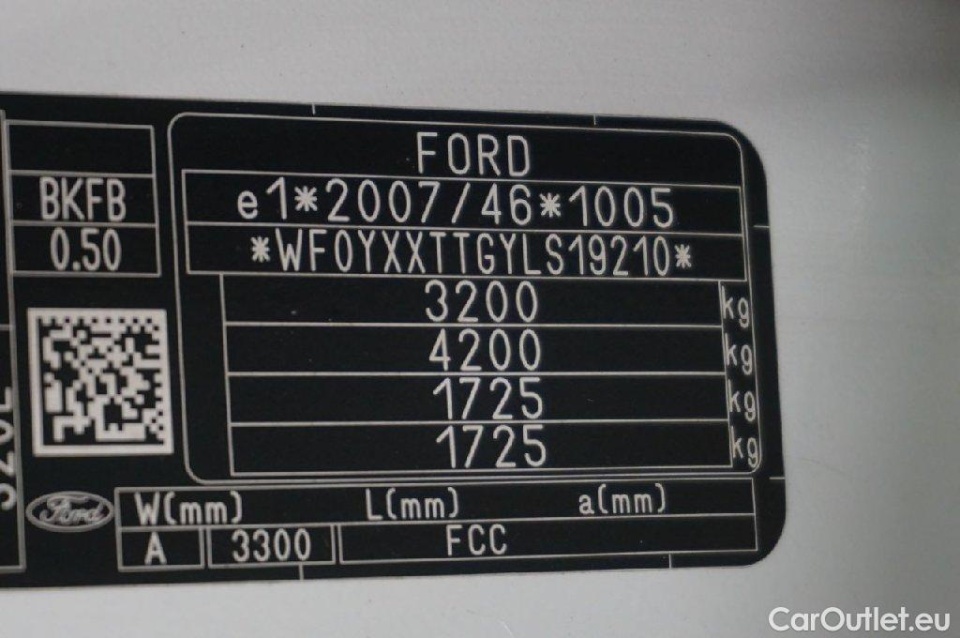 FORD
e1*2007/46*1005
*WF0YXXTTGYLS19210*
3200 kg
4200 kg
1725 kg
1725 kg
BKFB
0.50
Ford
W(mm) L(mm) a(mm)
A 3300 FCC
CarOutlet.eu